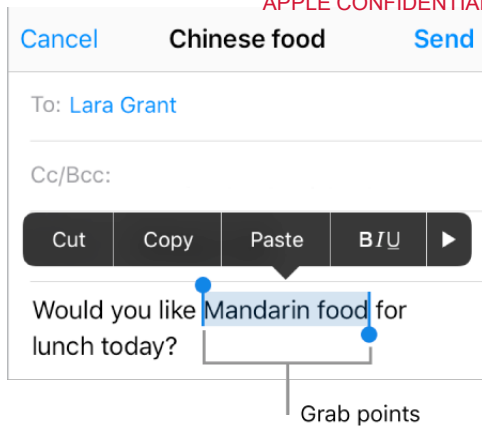 APPLE CONFIDENTIAL
Cancel Chinese food Send
To: Lara Grant
Cc/Bcc:
Cut Copy Paste BIU ▶
Would you like Mandarin food for
lunch today?
Grab points